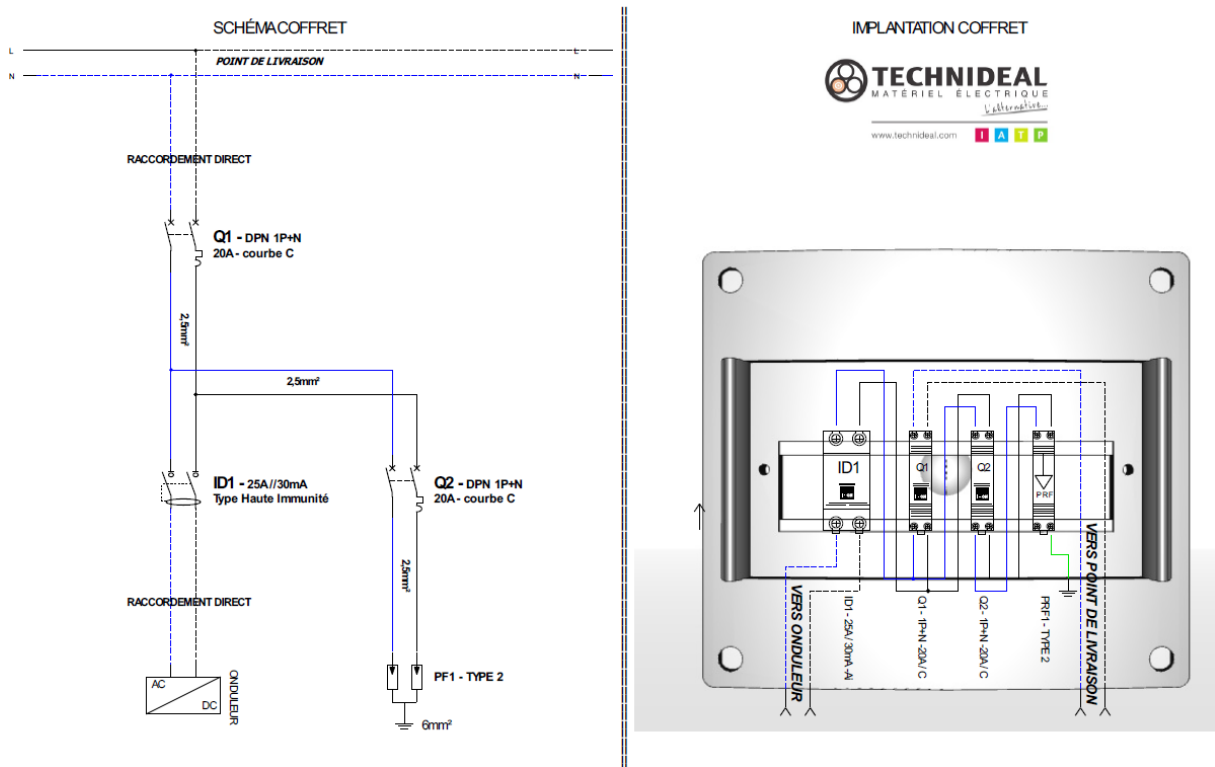 SCHÉMA COFFRET
L
L
POINT DE LIVRAISON
N
N
RACCORDEMENT DIRECT
Q1 - DPN 1P+N
20A - courbe C
2,5mm²
2,5mm²
ID1 - 25A//30mA
Type Haute Immunité
Q2 - DPN 1P+N
20A - courbe C
2,5mm²
RACCORDEMENT DIRECT
AC
DC
ONDULEUR
PF1 - TYPE 2
6mm²
IMPLANTATION COFFRET
TECHNIDEAL
MATÉRIEL ÉLECTRIQUE
L'alternative...
www.technideal.com
I A T P
ID1
Q1
Q2
PRF
VERS ONDULEUR
ID1 - 25A / 30mA -Ai
Q1 - 1P+N -20A / C
Q2 - 1P+N -20A / C
PRF1 - TYPE 2
VERS POINT DE LIVRAISON